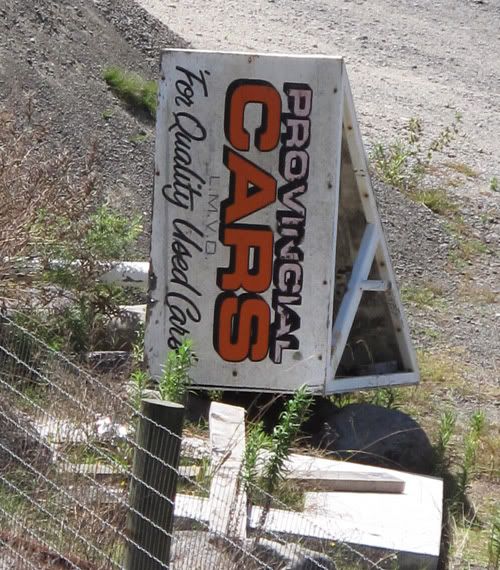 PROVINCIAL
CARS
L.M.V.D.
'For Quality Used Cars'